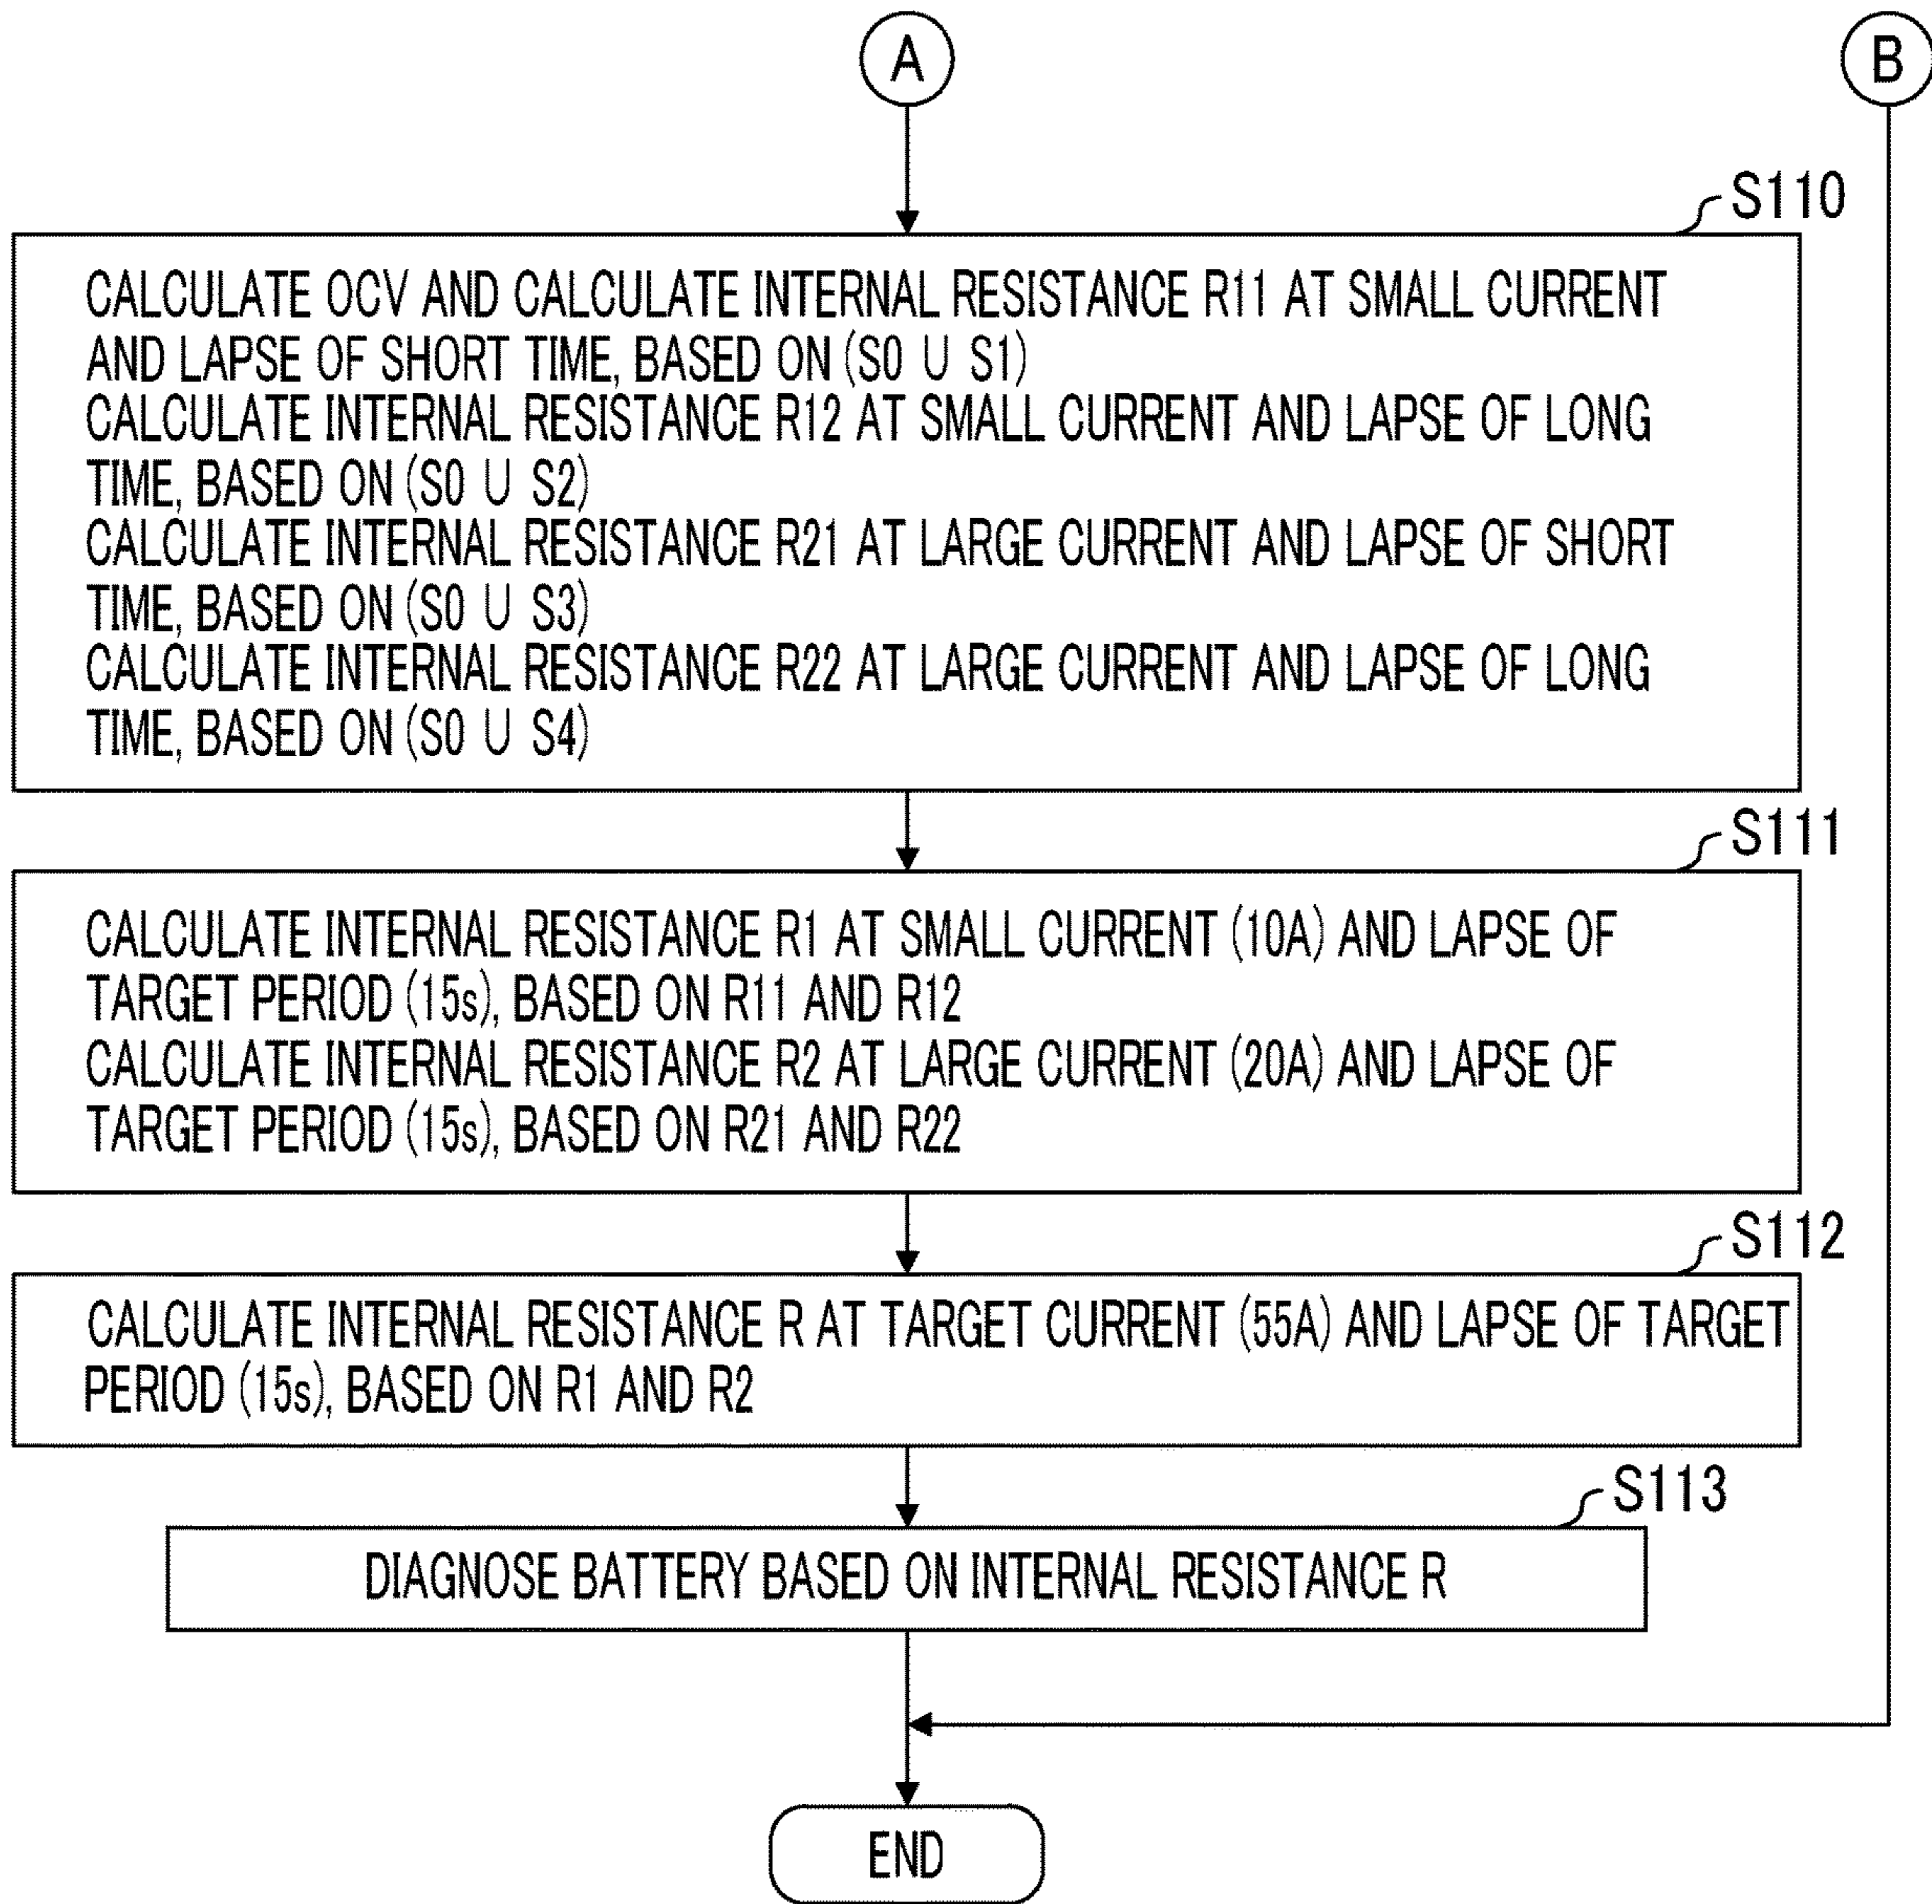 A
B
S110
CALCULATE OCV AND CALCULATE INTERNAL RESISTANCE R11 AT SMALL CURRENT
AND LAPSE OF SHORT TIME, BASED ON (S0 ∪ S1)
CALCULATE INTERNAL RESISTANCE R12 AT SMALL CURRENT AND LAPSE OF LONG
TIME, BASED ON (S0 ∪ S2)
CALCULATE INTERNAL RESISTANCE R21 AT LARGE CURRENT AND LAPSE OF SHORT
TIME, BASED ON (S0 ∪ S3)
CALCULATE INTERNAL RESISTANCE R22 AT LARGE CURRENT AND LAPSE OF LONG
TIME, BASED ON (S0 ∪ S4)
S111
CALCULATE INTERNAL RESISTANCE R1 AT SMALL CURRENT (10A) AND LAPSE OF
TARGET PERIOD (15s), BASED ON R11 AND R12
CALCULATE INTERNAL RESISTANCE R2 AT LARGE CURRENT (20A) AND LAPSE OF
TARGET PERIOD (15s), BASED ON R21 AND R22
S112
CALCULATE INTERNAL RESISTANCE R AT TARGET CURRENT (55A) AND LAPSE OF TARGET
PERIOD (15s), BASED ON R1 AND R2
S113
DIAGNOSE BATTERY BASED ON INTERNAL RESISTANCE R
END